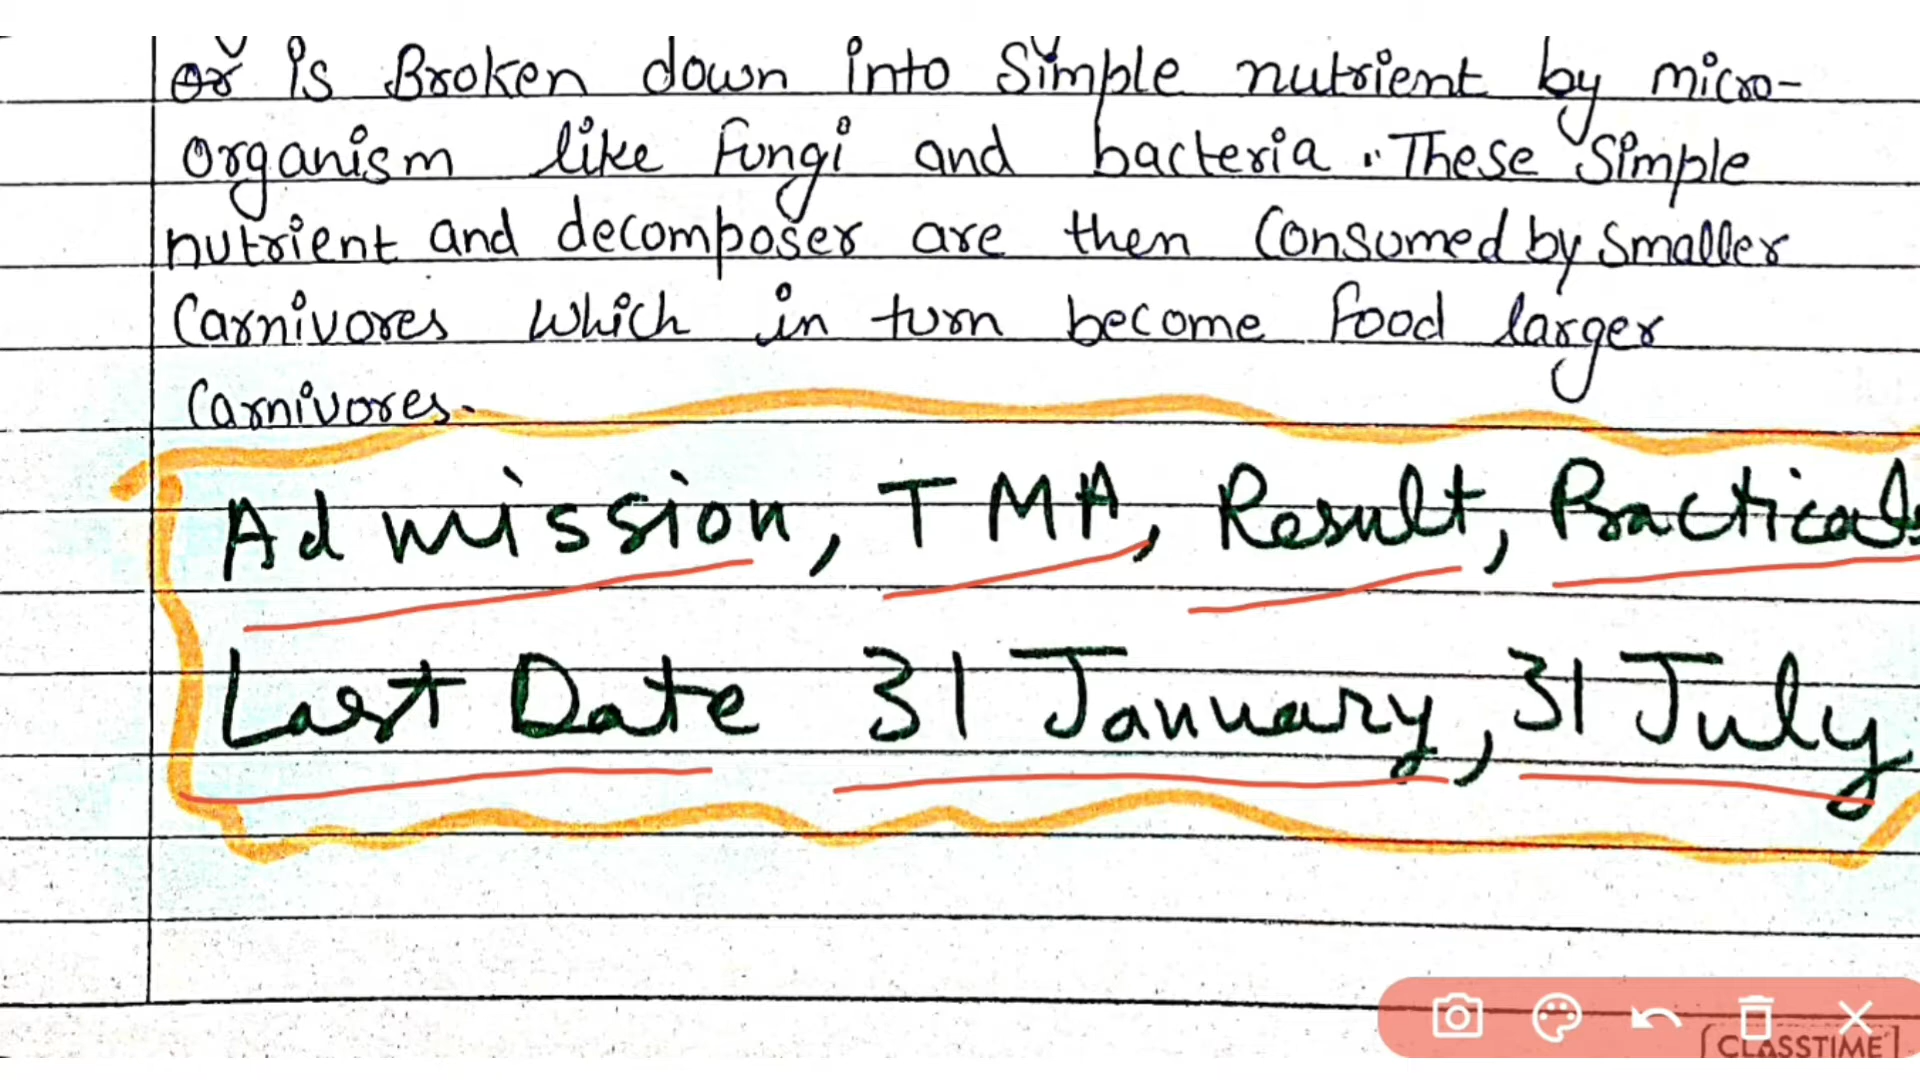 or is Broken down into Simple nutrient by micro-
organism like Fungi and bacteria. These Simple
nutrient and decomposer are then Consumed by Smaller
Carnivores which in turn become Food larger
Carnivores.
Admission, TMA, Result, Practicals
Last Date 31 January, 31 July
CLASSTIME